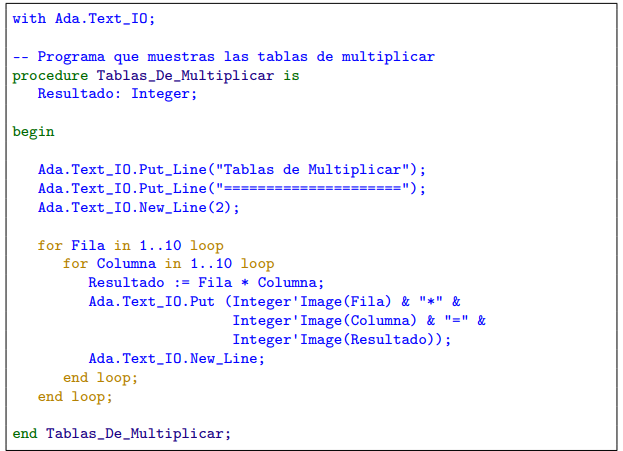 with Ada.Text_IO;

-- Programa que muestras las tablas de multiplicar
procedure Tablas_De_Multiplicar is
   Resultado: Integer;

begin

   Ada.Text_IO.Put_Line("Tablas de Multiplicar");
   Ada.Text_IO.Put_Line("=====================");
   Ada.Text_IO.New_Line(2);

   for Fila in 1..10 loop
      for Columna in 1..10 loop
         Resultado := Fila * Columna;
         Ada.Text_IO.Put (Integer'Image(Fila) & "*" &
                          Integer'Image(Columna) & "=" &
                          Integer'Image(Resultado));
         Ada.Text_IO.New_Line;
      end loop;
   end loop;

end Tablas_De_Multiplicar;